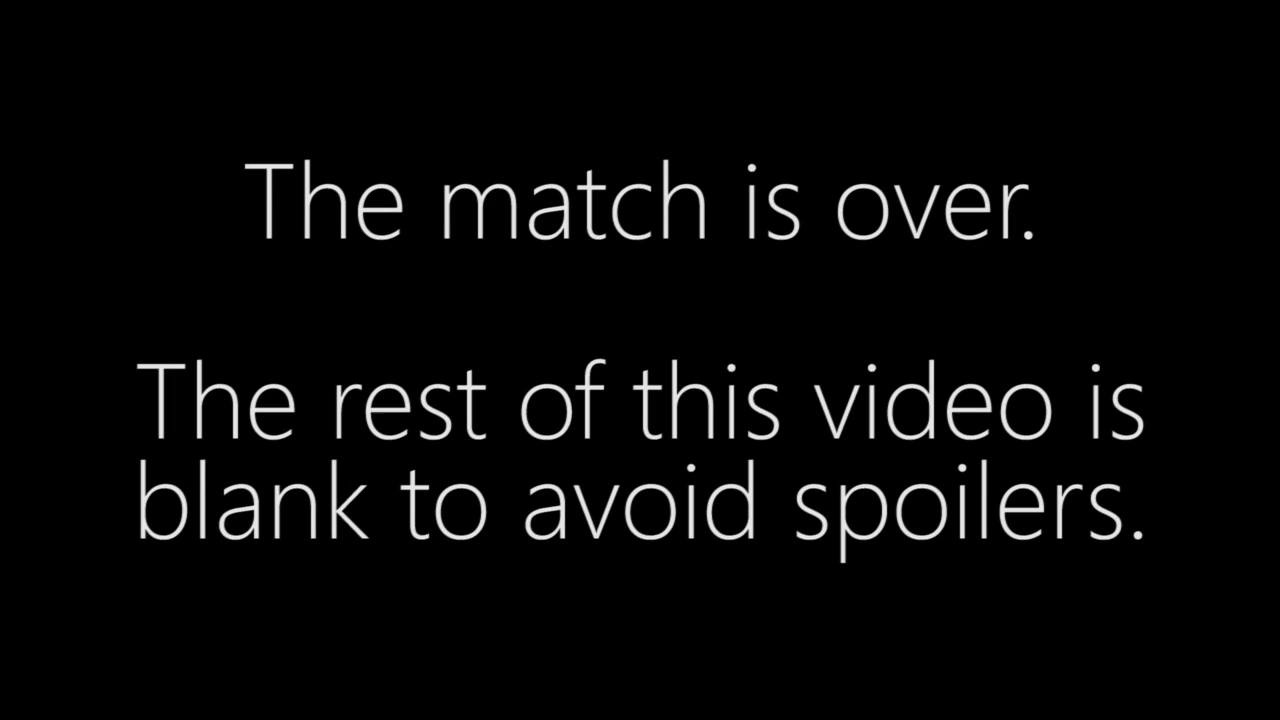 The match is over.
The rest of this video is
blank to avoid spoilers.